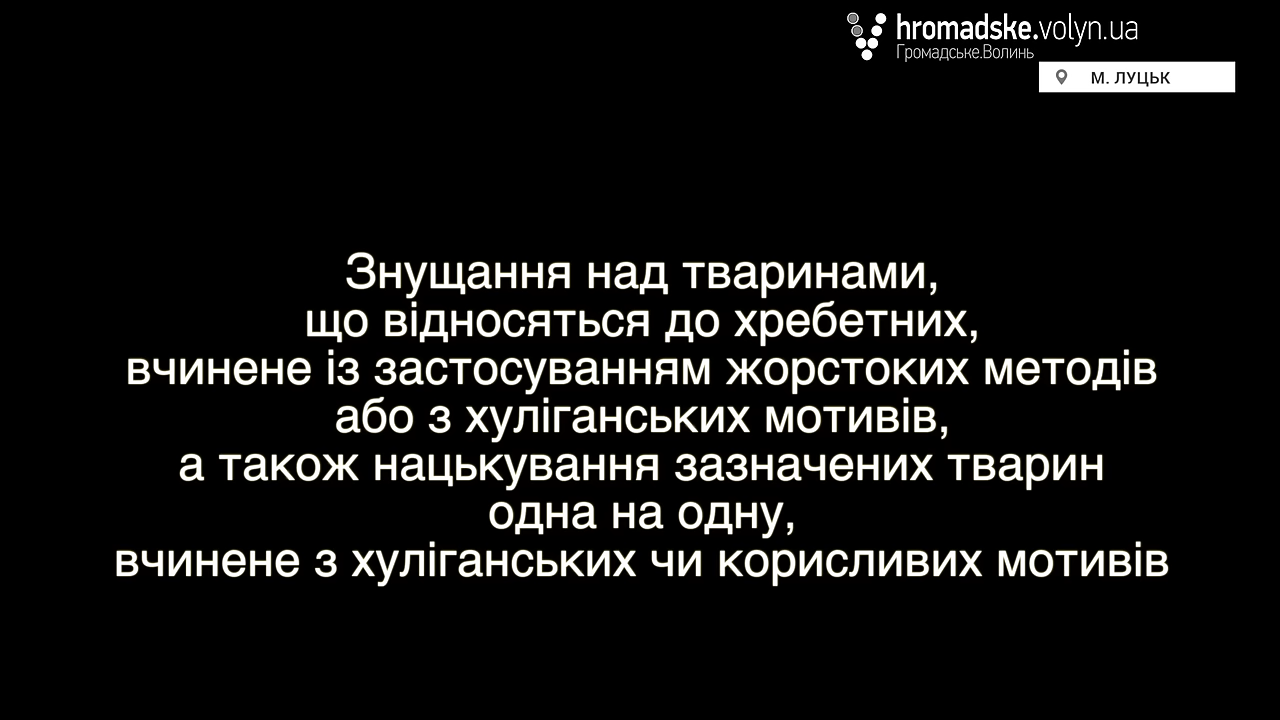 hromadske.volyn.ua
Громадське.Волинь
М. ЛУЦЬК
Знущання над тваринами,
що відносяться до хребетних,
вчинене із застосуванням жорстоких методів
або з хуліганських мотивів,
а також нацькування зазначених тварин
одна на одну,
вчинене з хуліганських чи корисливих мотивів